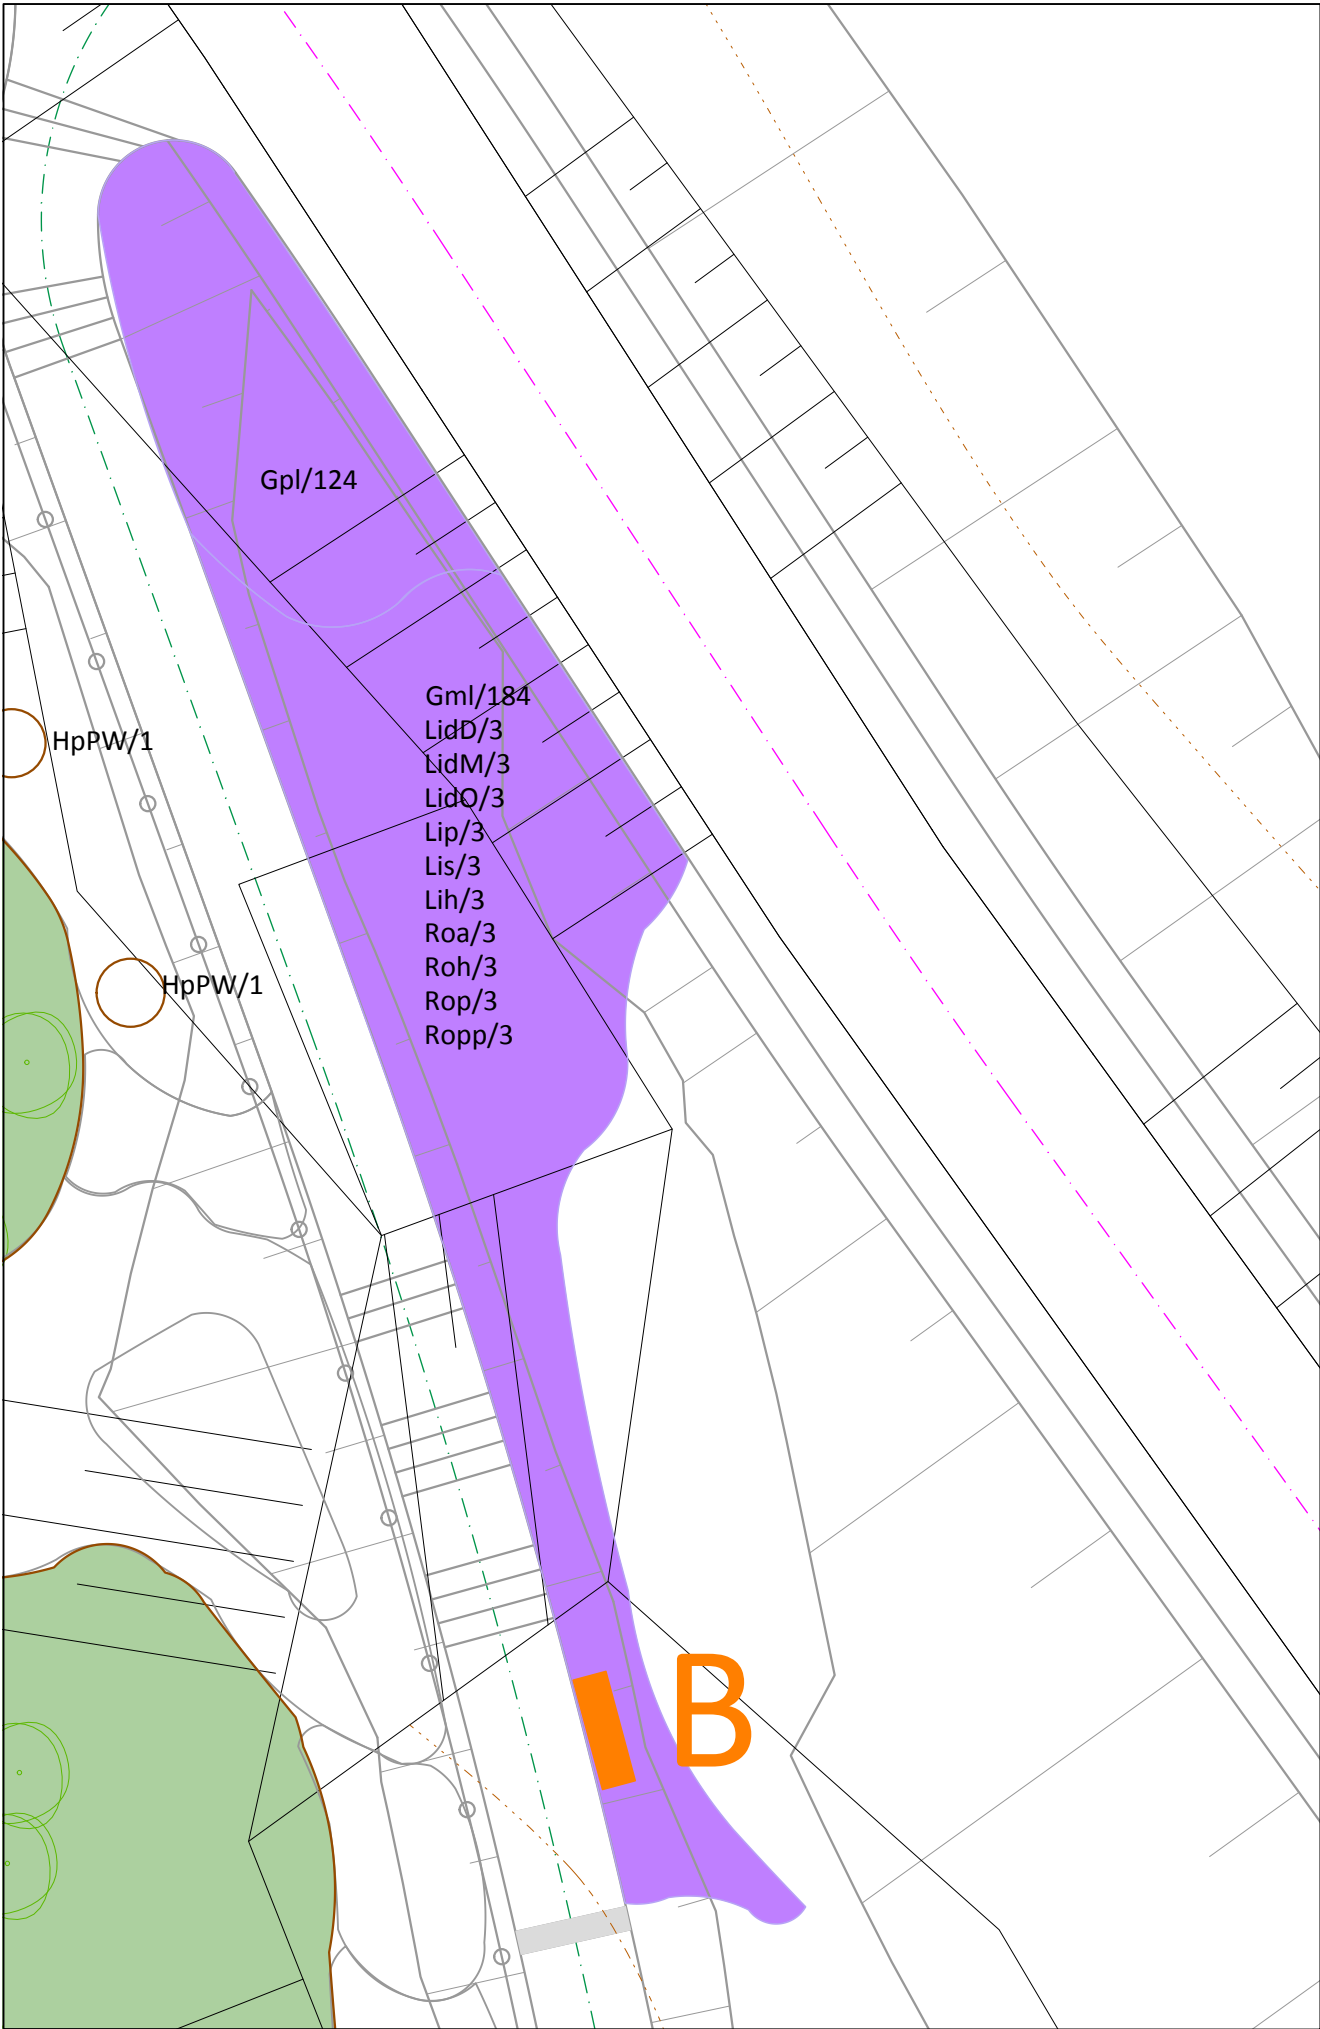 Gpl/124
Gml/184
LidD/3
LidM/3
LidO/3
Lip/3
Lis/3
Lih/3
Roa/3
Roh/3
Rop/3
Ropp/3
HpPW/1
HpPW/1
B